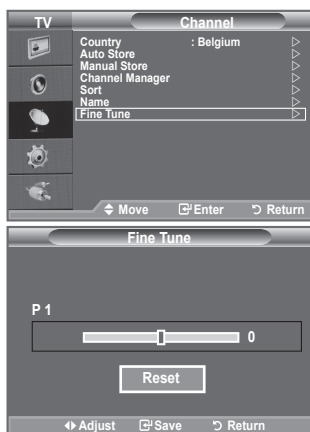 TV Channel
Country : Belgium
Auto Store
Manual Store
Channel Manager
Sort
Name
Fine Tune
Move Enter Return
Fine Tune
P 1
0
Reset
Adjust Save Return